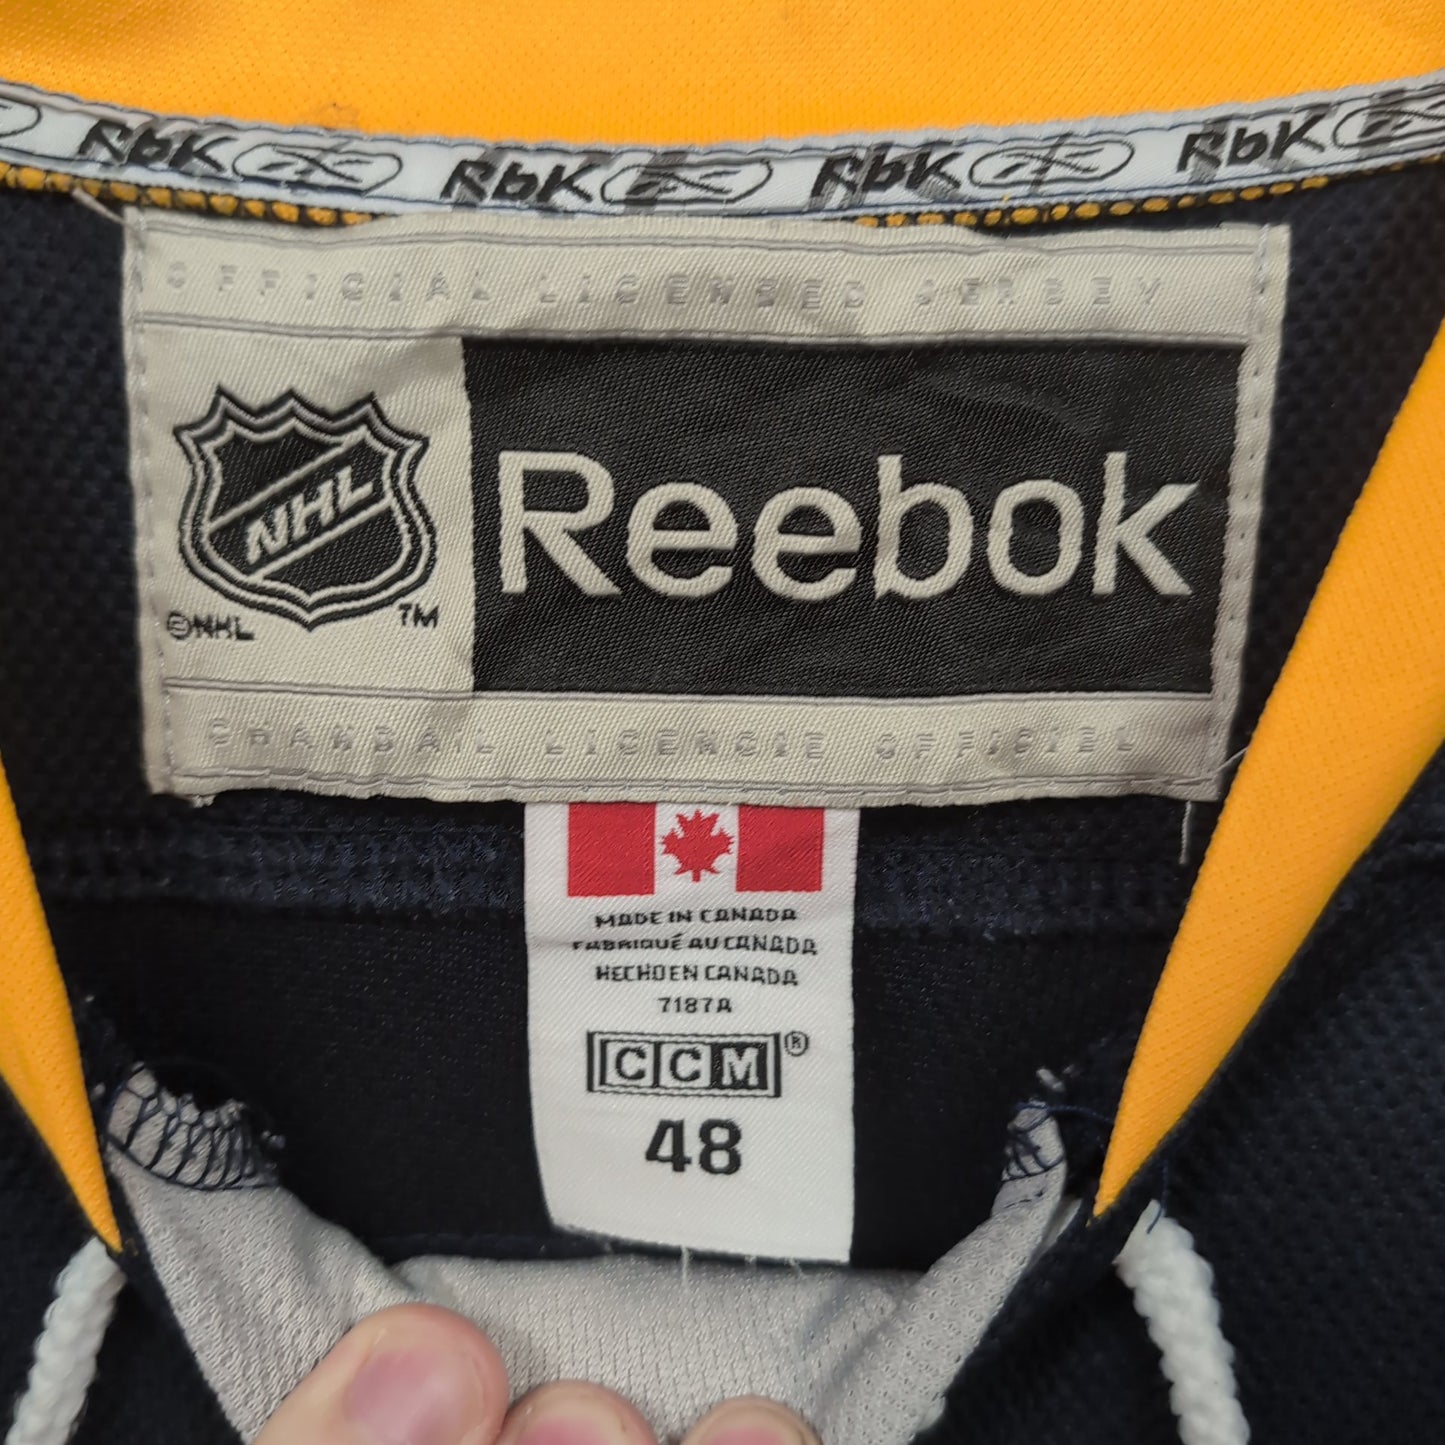 RbK RbK RbK RbK
OFFICIAL LICENSED JERSEY
NHL
©NHL TM
Reebok
CHANDAIL LICENCIE OFFICIEL
MADE IN CANADA
FABRIQUÉ AU CANADA
HECHO EN CANADA
7187A
CCM®
48